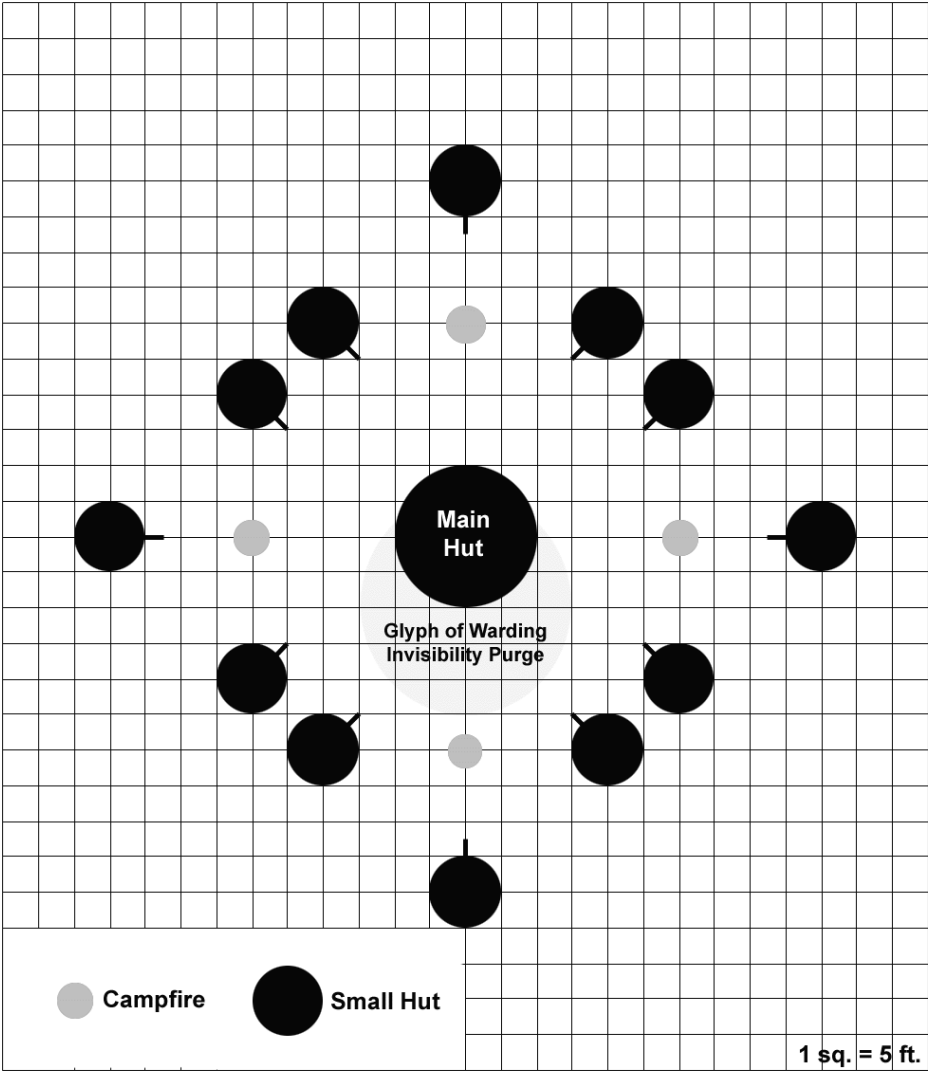 Main
Hut
Glyph of Warding
Invisibility Purge
Campfire
Small Hut
1 sq. = 5 ft.